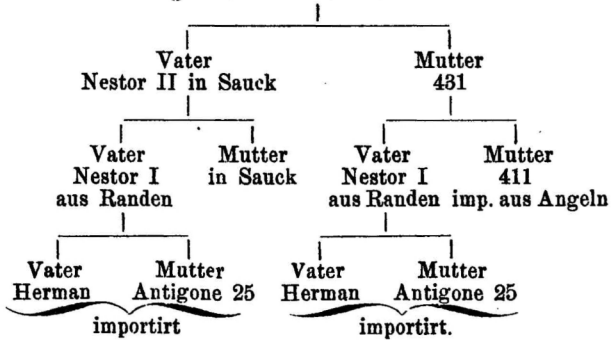 Vater Mutter
Nestor II in Sauck 431
Vater Mutter Vater Mutter
Nestor I in Sauck Nestor I 411
aus Randen aus Randen imp. aus Angeln
Vater Mutter Vater Mutter
Herman Antigone 25 Herman Antigone 25
importirt importirt.